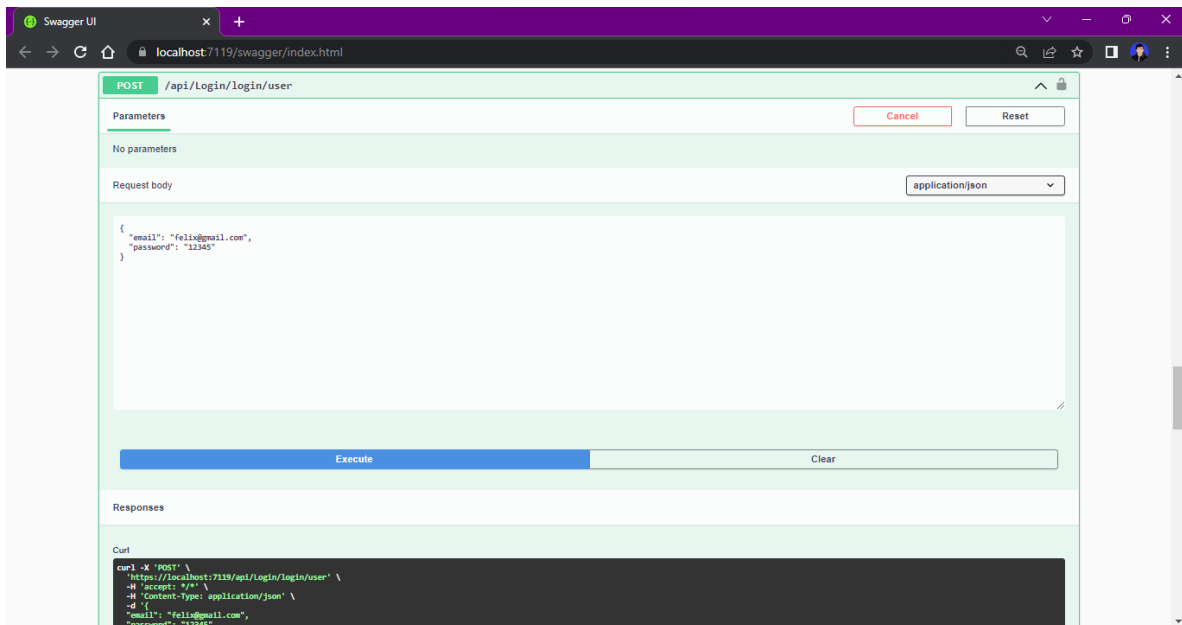 Swagger UI
localhost:7119/swagger/index.html
POST /api/Login/login/user
Parameters
Cancel
Reset
No parameters
Request body
application/json
{
  "email": "felix@gmail.com",
  "password": "12345"
}
Execute
Clear
Responses
Curl
curl -X 'POST' \
  'https://localhost:7119/api/Login/login/user' \
  -H 'accept: */*' \
  -H 'Content-Type: application/json' \
  -d '{
  "email": "felix@gmail.com",
  "password": "12345"